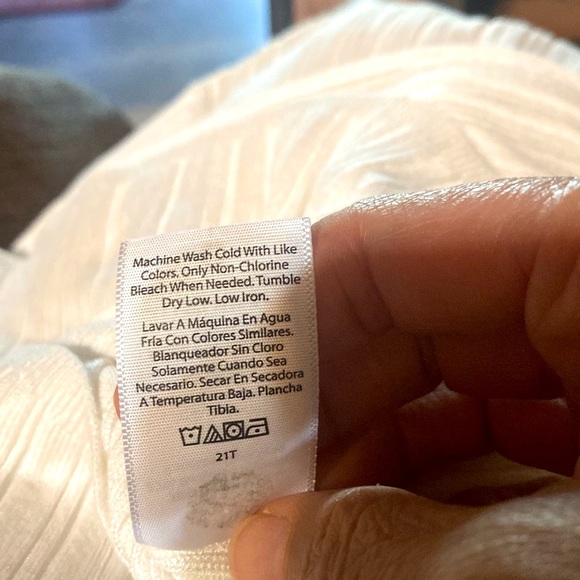 Machine Wash Cold With Like
Colors. Only Non-Chlorine
Bleach When Needed. Tumble
Dry Low. Low Iron.
Lavar A Máquina En Agua
Fría Con Colores Similares.
Blanqueador Sin Cloro
Solamente Cuando Sea
Necesario. Secar En Secadora
A Temperatura Baja. Plancha
Tibia.
21T